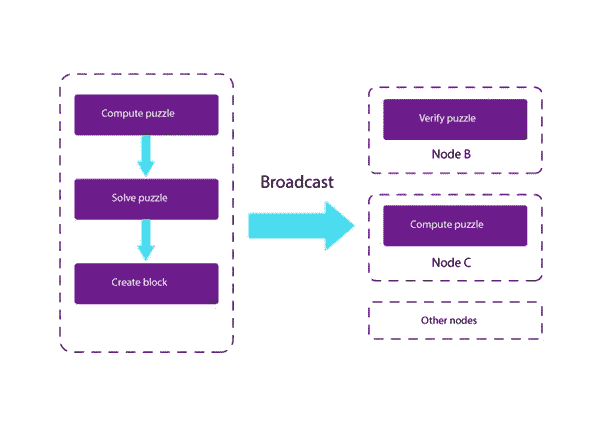 Compute puzzle
Solve puzzle
Create block
Broadcast
Verify puzzle
Node B
Compute puzzle
Node C
Other nodes